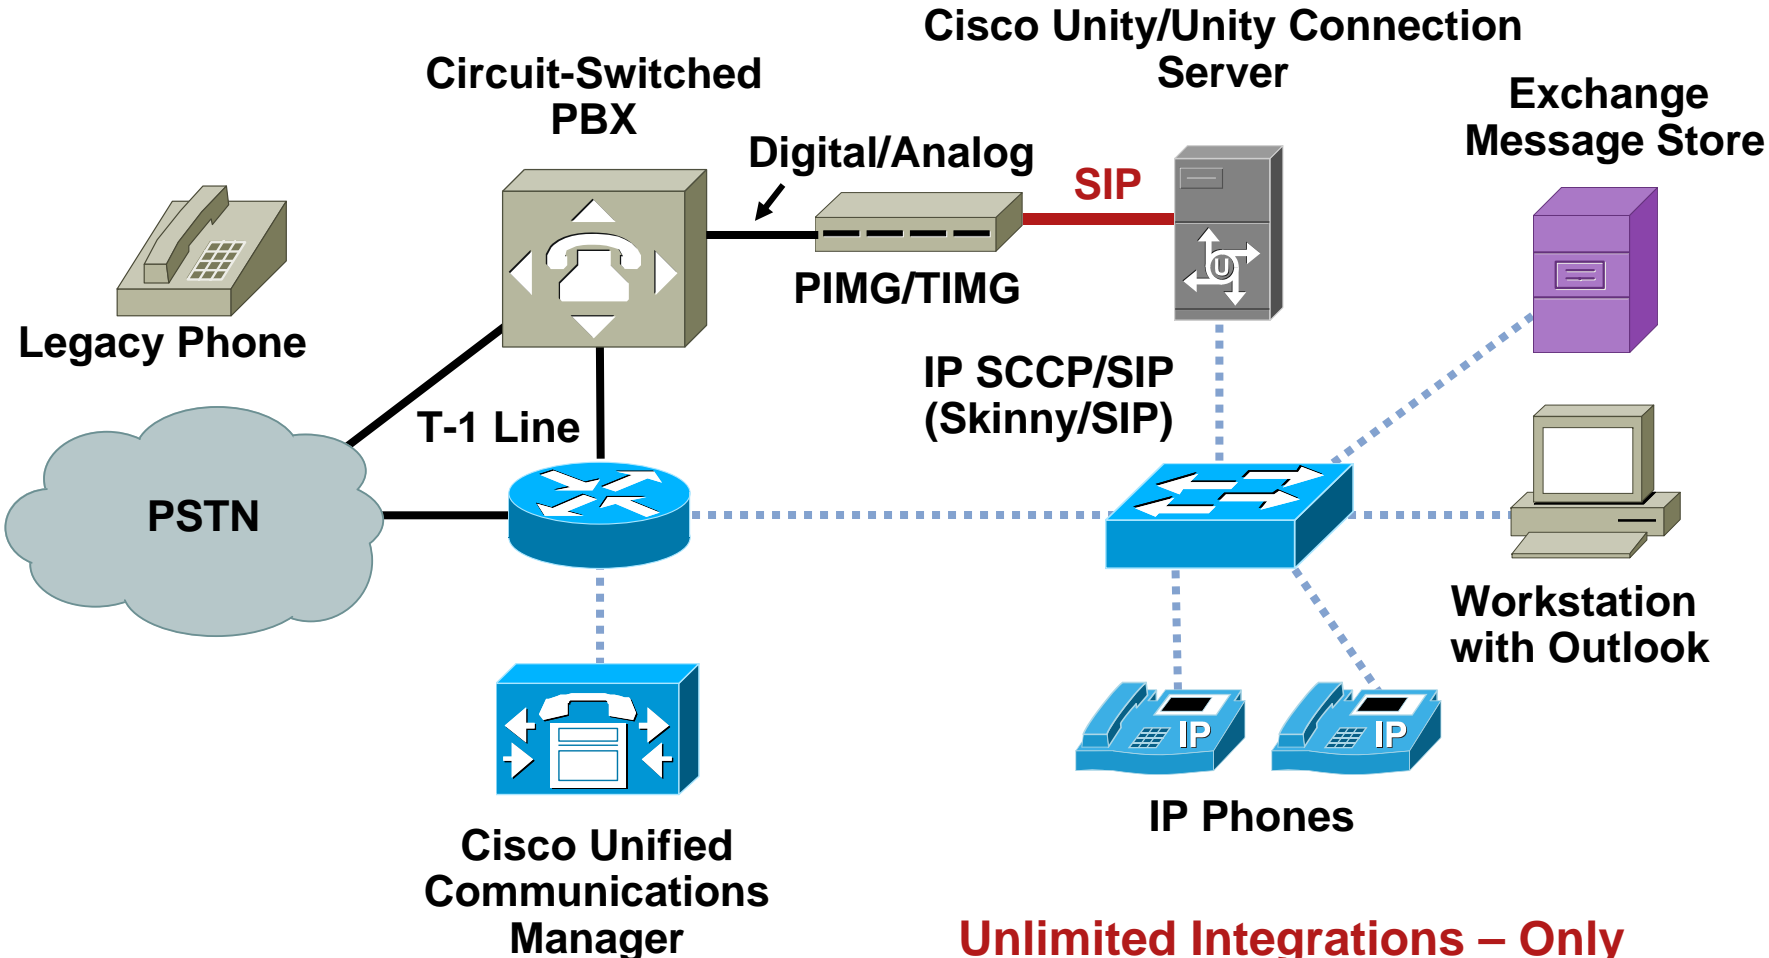 Cisco Unity/Unity Connection
Server
Circuit-Switched
PBX
Exchange
Message Store
Digital/Analog
SIP
U
PIMG/TIMG
Legacy Phone
IP SCCP/SIP
(Skinny/SIP)
T-1 Line
PSTN
Workstation
with Outlook
IP
IP
IP Phones
Cisco Unified
Communications
Manager
Unlimited Integrations – Only